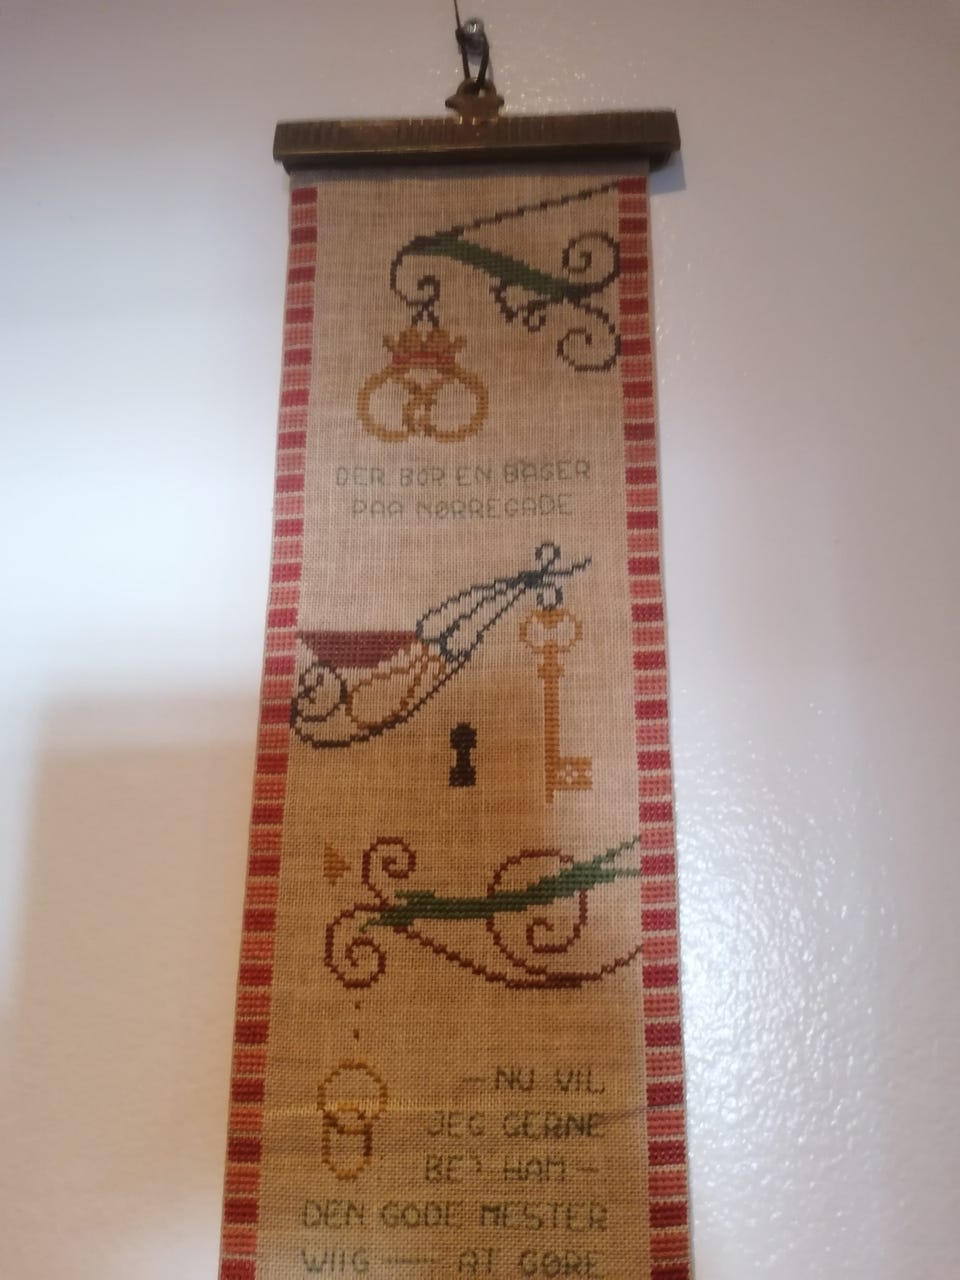 DER BOR EN BAGER
PAA NØRREGADE
— NU VIL
JEG GERNE
BE' HAM —
DEN GODE MESTER
WIIG —— AT GØRE